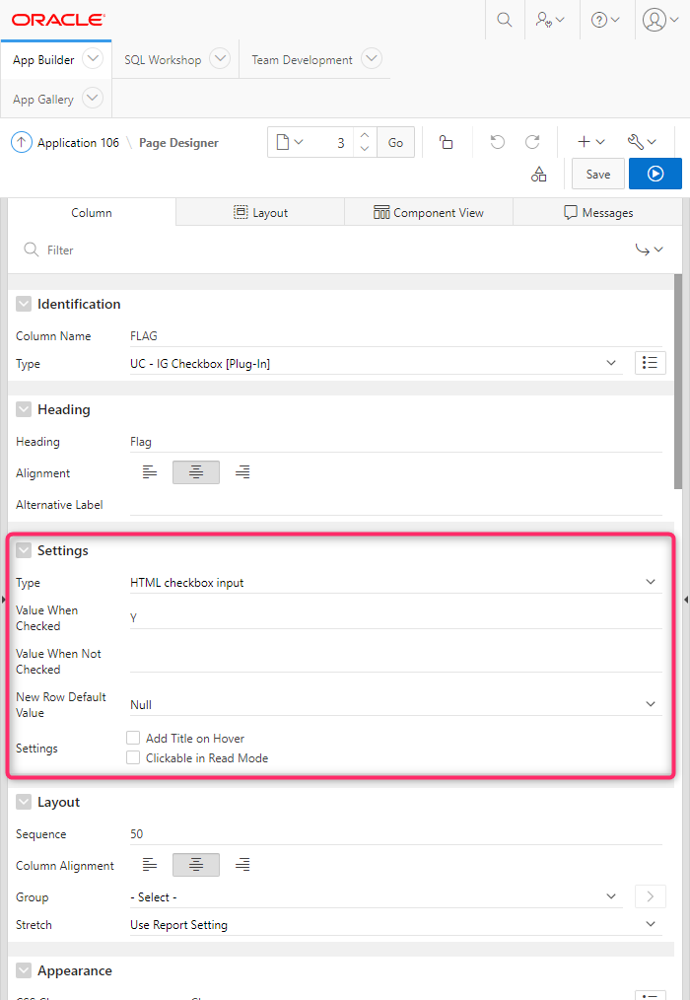 ORACLE
App Builder
SQL Workshop
Team Development
App Gallery
Application 106 \ Page Designer
3
Go
Save
Column
Layout
Component View
Messages
Filter
Identification
Column Name FLAG
Type UC - IG Checkbox [Plug-In]
Heading
Heading Flag
Alignment
Alternative Label
Settings
Type HTML checkbox input
Value When
Checked
Y
Value When Not
Checked
New Row Default
Value
Null
Settings
Add Title on Hover
Clickable in Read Mode
Layout
Sequence 50
Column Alignment
Group - Select -
Stretch Use Report Setting
Appearance